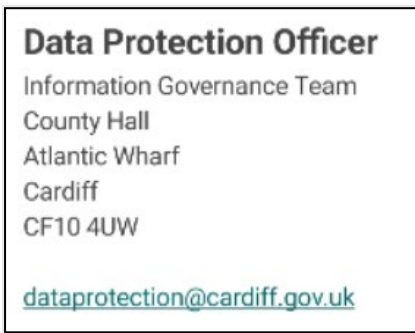 Data Protection Officer
Information Governance Team
County Hall
Atlantic Wharf
Cardiff
CF10 4UW
dataprotection@cardiff.gov.uk